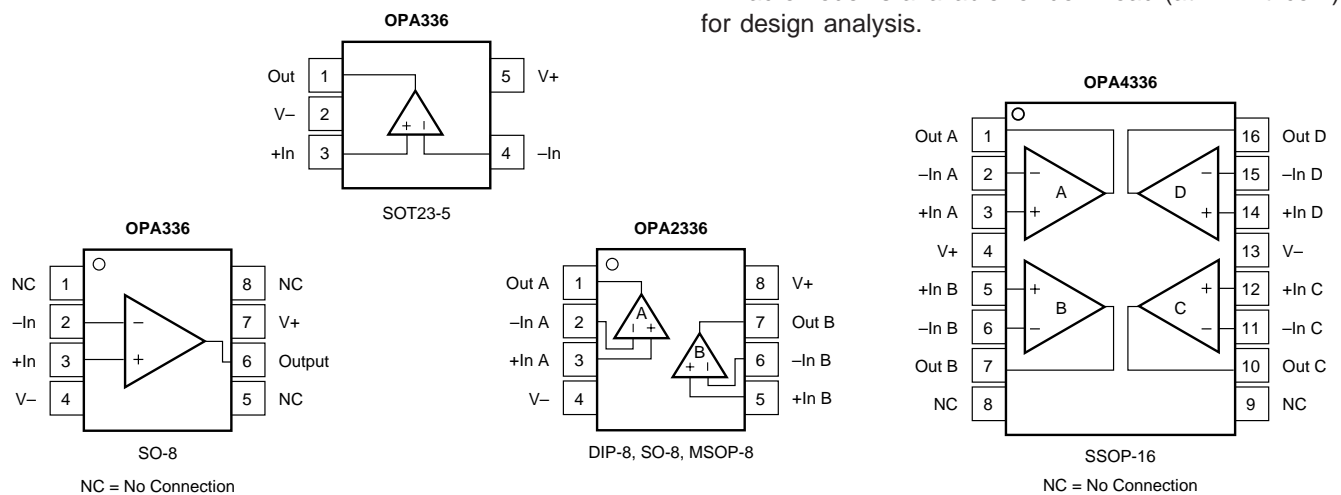 for design analysis.
OPA336
Out 1
5 V+
V– 2
+In 3
4 –In
+ –
SOT23-5
OPA336
NC 1
8 NC
–In 2
7 V+
+In 3
6 Output
V– 4
5 NC
–
+
SO-8
NC = No Connection
OPA2336
Out A 1
8 V+
–In A 2
7 Out B
+In A 3
6 –In B
V– 4
5 +In B
A
– +
B
+ –
DIP-8, SO-8, MSOP-8
OPA4336
Out A 1
16 Out D
–In A 2
15 –In D
+In A 3
14 +In D
V+ 4
13 V–
+In B 5
12 +In C
–In B 6
11 –In C
Out B 7
10 Out C
NC 8
9 NC
– A +
– D +
+ B –
+ C –
SSOP-16
NC = No Connection